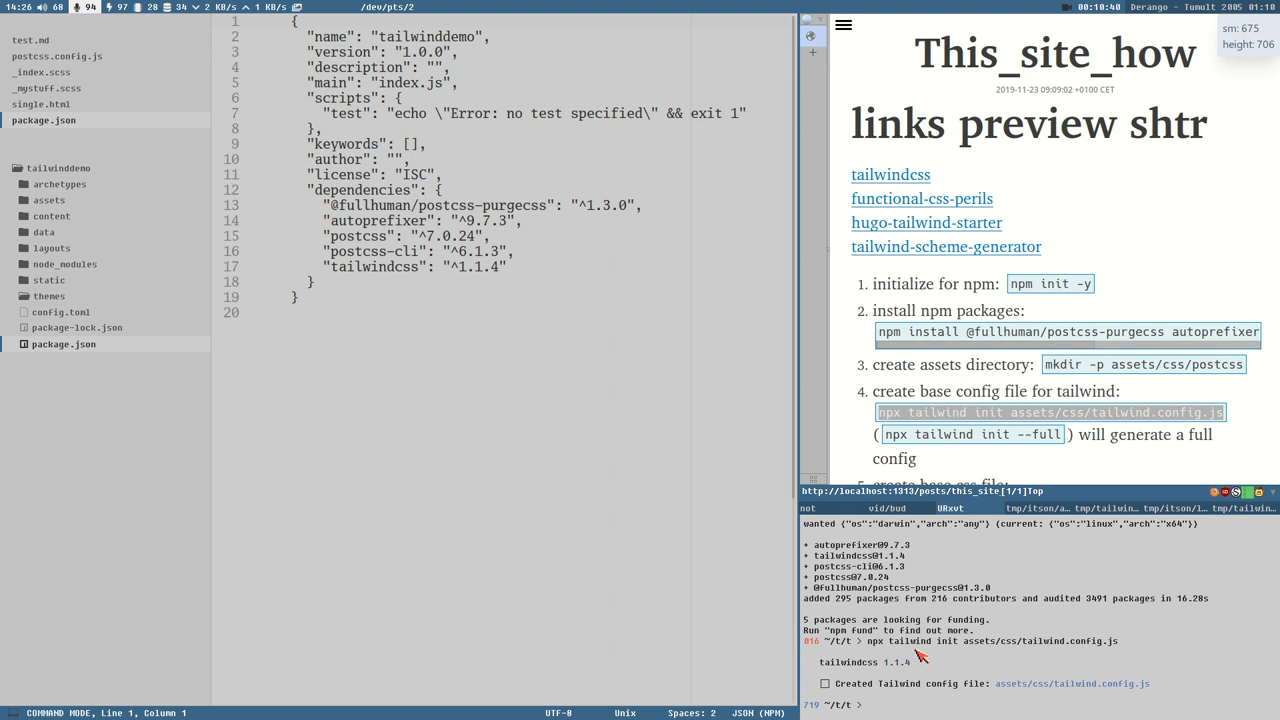 14:26 68 94 97 28 34 2 KB/s 1 KB/s /dev/pts/2 00:10:40 Derango - Tumult 2005 01:10
test.md
postcss.config.js
_index.scss
_mystuff.scss
single.html
package.json
tailwinddemo
archetypes
assets
content
data
layouts
node_modules
static
themes
config.toml
package-lock.json
package.json
1 {
2 "name": "tailwinddemo",
3 "version": "1.0.0",
4 "description": "",
5 "main": "index.js",
6 "scripts": {
7 "test": "echo \"Error: no test specified\" && exit 1"
8 },
9 "keywords": [],
10 "author": "",
11 "license": "ISC",
12 "dependencies": {
13 "@fullhuman/postcss-purgecss": "^1.3.0",
14 "autoprefixer": "^9.7.3",
15 "postcss": "^7.0.24",
16 "postcss-cli": "^6.1.3",
17 "tailwindcss": "^1.1.4"
18 }
19 }
20
COMMAND MODE, Line 1, Column 1 UTF-8 Unix Spaces: 2 JSON (NPM)
sm: 675
height: 706
This_site_how
2019-11-23 09:09:02 +0100 CET
links preview shtr
tailwindcss
functional-css-perils
hugo-tailwind-starter
tailwind-scheme-generator
1. initialize for npm: npm init -y
2. install npm packages:
npm install @fullhuman/postcss-purgecss autoprefixer
3. create assets directory: mkdir -p assets/css/postcss
4. create base config file for tailwind:
npx tailwind init assets/css/tailwind.config.js
( npx tailwind init --full ) will generate a full
config
5. create base css file:
http://localhost:1313/posts/this_site[1/1]Top
not vid/bud URxvt tmp/itson/a… tmp/tailwin… tmp/itson/l… tmp/tailwin…
wanted {"os":"darwin","arch":"any"} (current: {"os":"linux","arch":"x64"})
+ autoprefixer@9.7.3
+ tailwindcss@1.1.4
+ postcss-cli@6.1.3
+ postcss@7.0.24
+ @fullhuman/postcss-purgecss@1.3.0
added 295 packages from 216 contributors and audited 3491 packages in 16.28s
5 packages are looking for funding.
Run "npm fund" to find out more.
016 ~/t/t > npx tailwind init assets/css/tailwind.config.js
tailwindcss 1.1.4
Created Tailwind config file: assets/css/tailwind.config.js
719 ~/t/t >